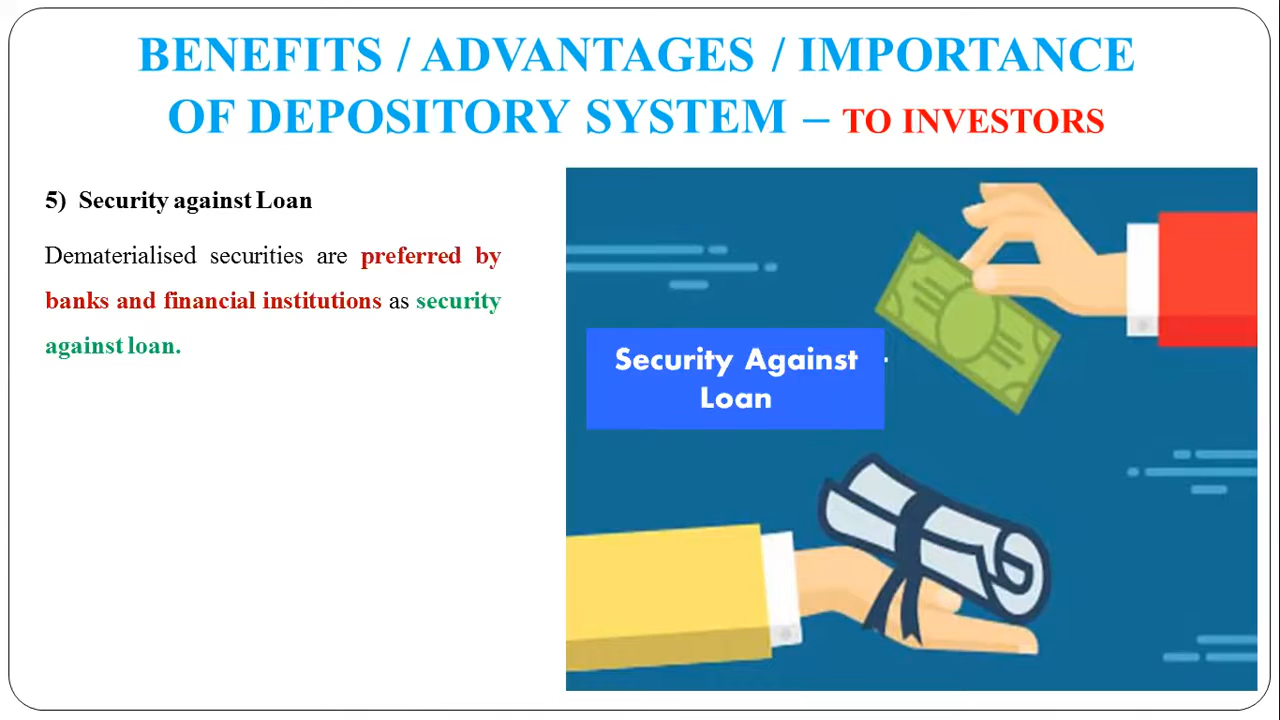 BENEFITS / ADVANTAGES / IMPORTANCE
OF DEPOSITORY SYSTEM – TO INVESTORS
5) Security against Loan
Dematerialised securities are preferred by
banks and financial institutions as security
against loan.
Security Against
Loan